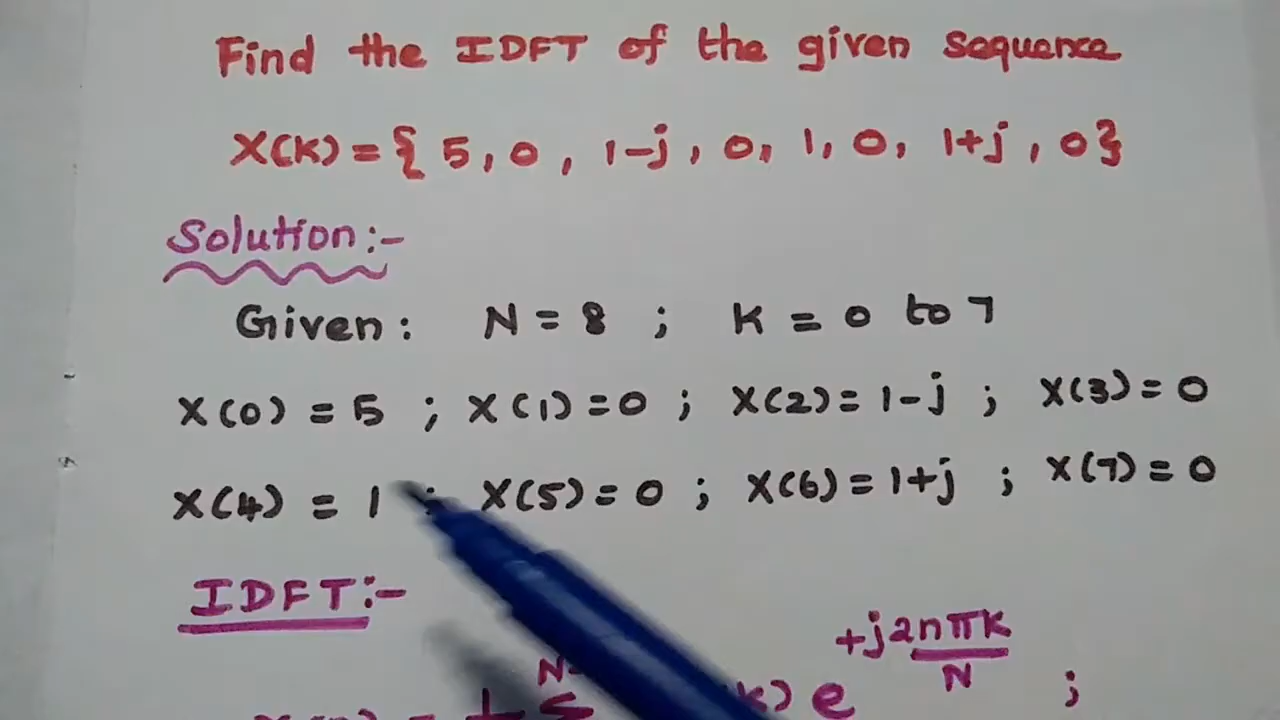 Find the IDFT of the given sequence
X(K) = { 5, 0, 1-j, 0, 1, 0, 1+j, 0}
Solution:-
Given: N = 8 ; K = 0 to 7
X(0) = 5 ; X(1) = 0 ; X(2) = 1-j ; X(3) = 0
X(4) = 1 ; X(5) = 0 ; X(6) = 1+j ; X(7) = 0
IDFT:-
Σ e +j2nπK/N ;